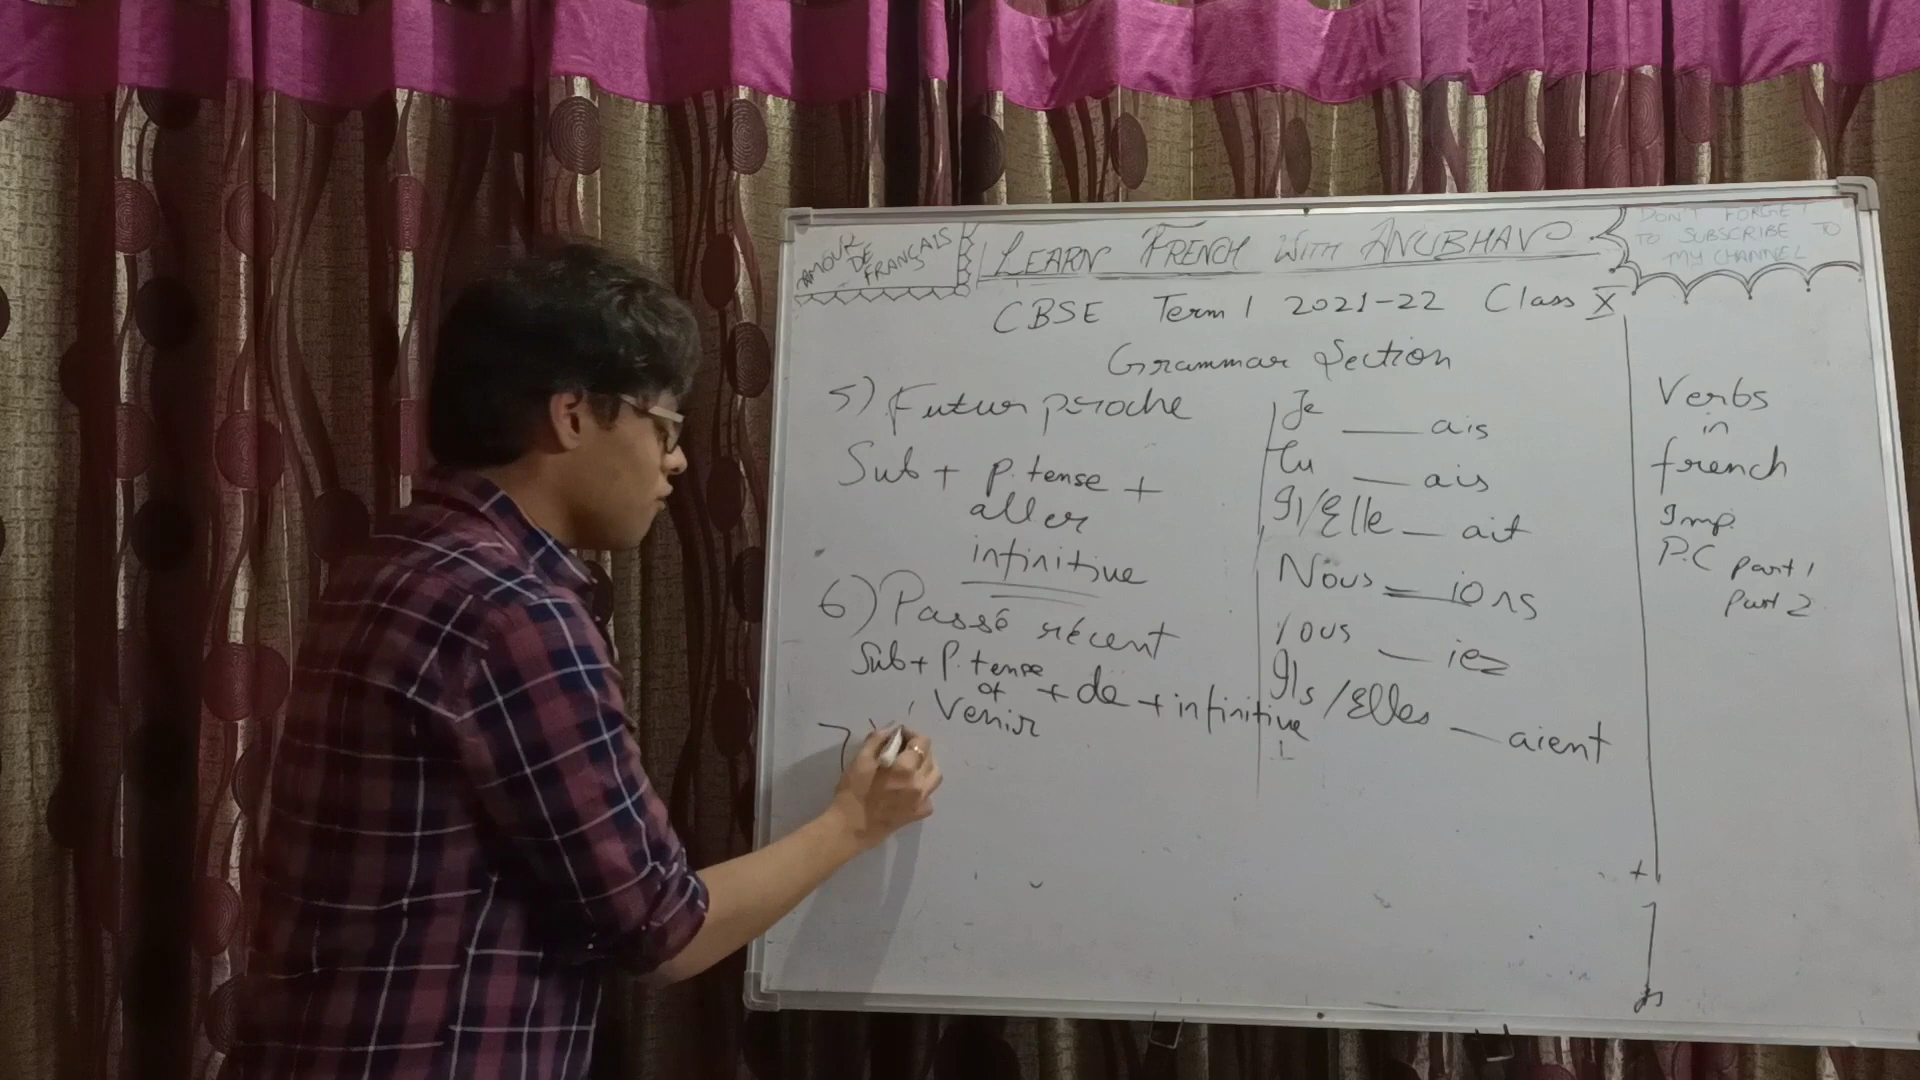 AMOUR DE FRANÇAIS
LEARN FRENCH WITH ANUBHAV
DON'T FORGET
TO SUBSCRIBE TO
MY CHANNEL
CBSE Term 1 2021-22 Class X
Grammar Section
5) Futur proche
Sub + p. tense +
aller
infinitive
6) Passé récent
Sub + P. tense
of
Venir
+ de + infinitive
7)
Je ___ ais
Tu ___ ais
Il/Elle ___ ait
Nous ___ ions
Vous ___ iez
Ils/Elles ___ aient
Verbs
in
french
Imp.
P.C Part 1
Part 2